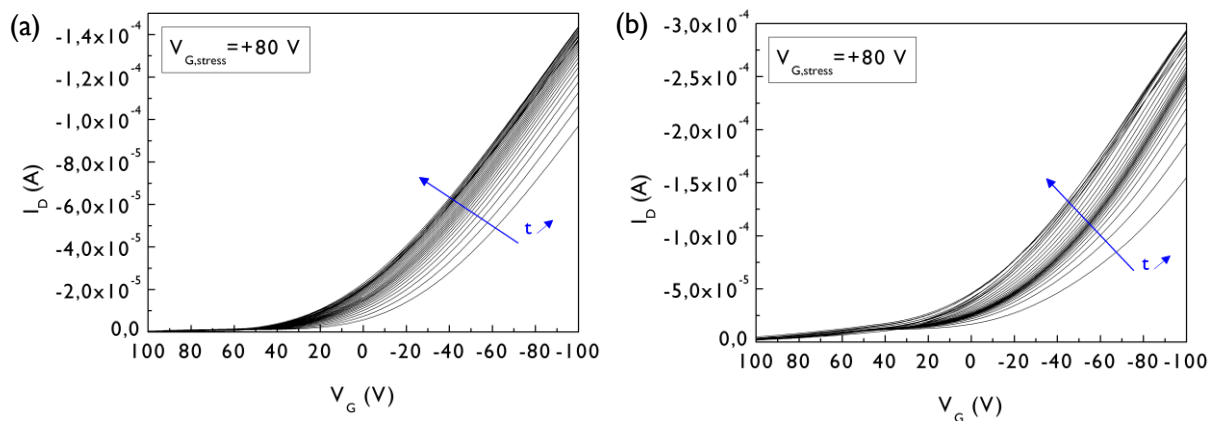 (a)
V_G,stress=+80 V
-1,4x10⁻⁴
-1,2x10⁻⁴
-1,0x10⁻⁴
-8,0x10⁻⁵
-6,0x10⁻⁵
-4,0x10⁻⁵
-2,0x10⁻⁵
0,0
I_D (A)
t
100 80 60 40 20 0 -20 -40 -60 -80 -100
V_G (V)
(b)
V_G,stress=+80 V
-3,0x10⁻⁴
-2,5x10⁻⁴
-2,0x10⁻⁴
-1,5x10⁻⁴
-1,0x10⁻⁴
-5,0x10⁻⁵
0,0
I_D (A)
t
100 80 60 40 20 0 -20 -40 -60 -80 -100
V_G (V)